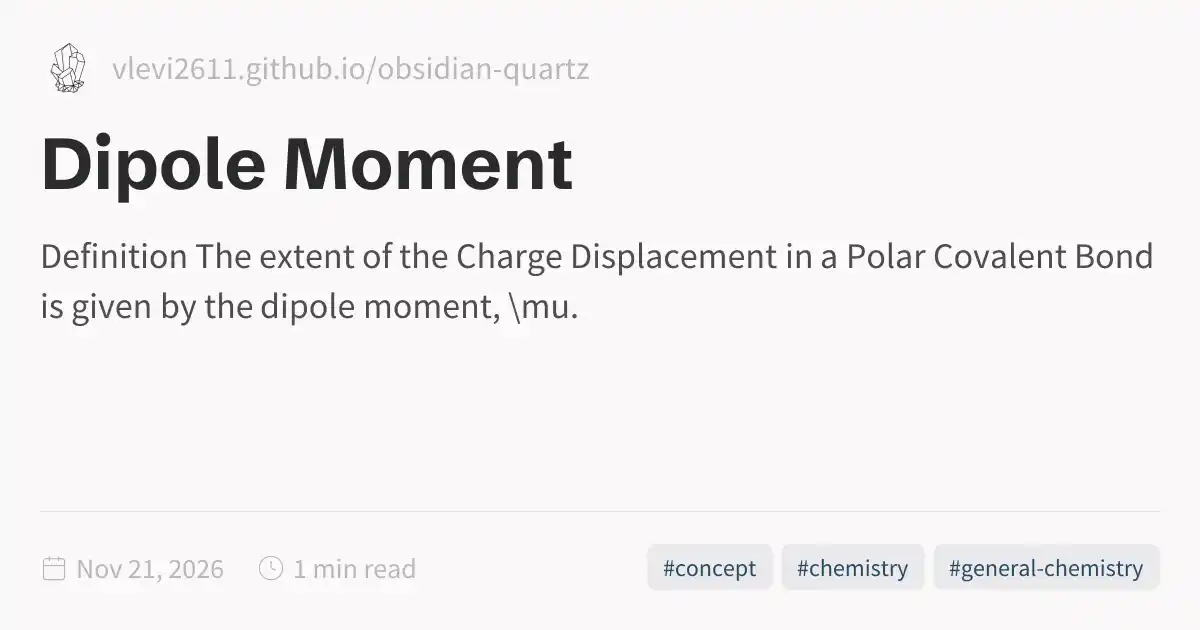 vlevi2611.github.io/obsidian-quartz
Dipole Moment
Definition The extent of the Charge Displacement in a Polar Covalent Bond
is given by the dipole moment, \mu.
Nov 21, 2026 1 min read #concept #chemistry #general-chemistry